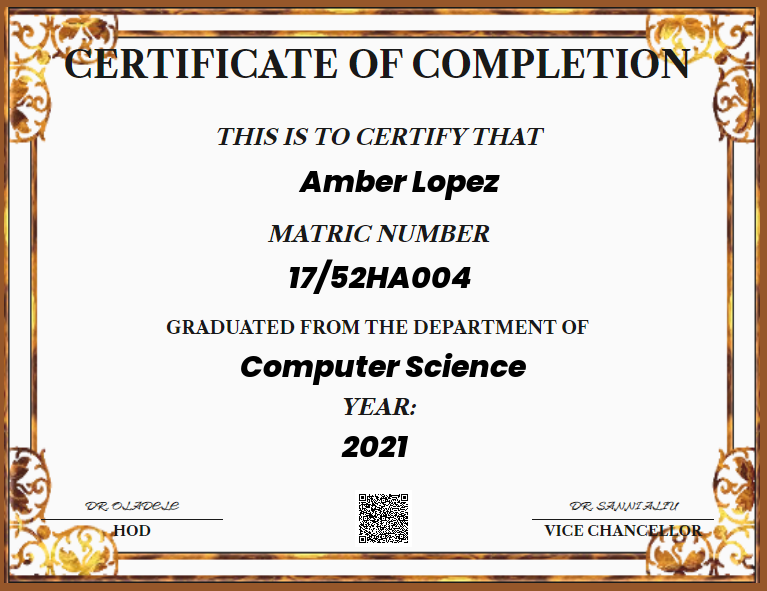 CERTIFICATE OF COMPLETION
THIS IS TO CERTIFY THAT
Amber Lopez
MATRIC NUMBER
17/52HA004
GRADUATED FROM THE DEPARTMENT OF
Computer Science
YEAR:
2021
DR. OLADELE
DR. SANNI ALIU
HOD
VICE CHANCELLOR